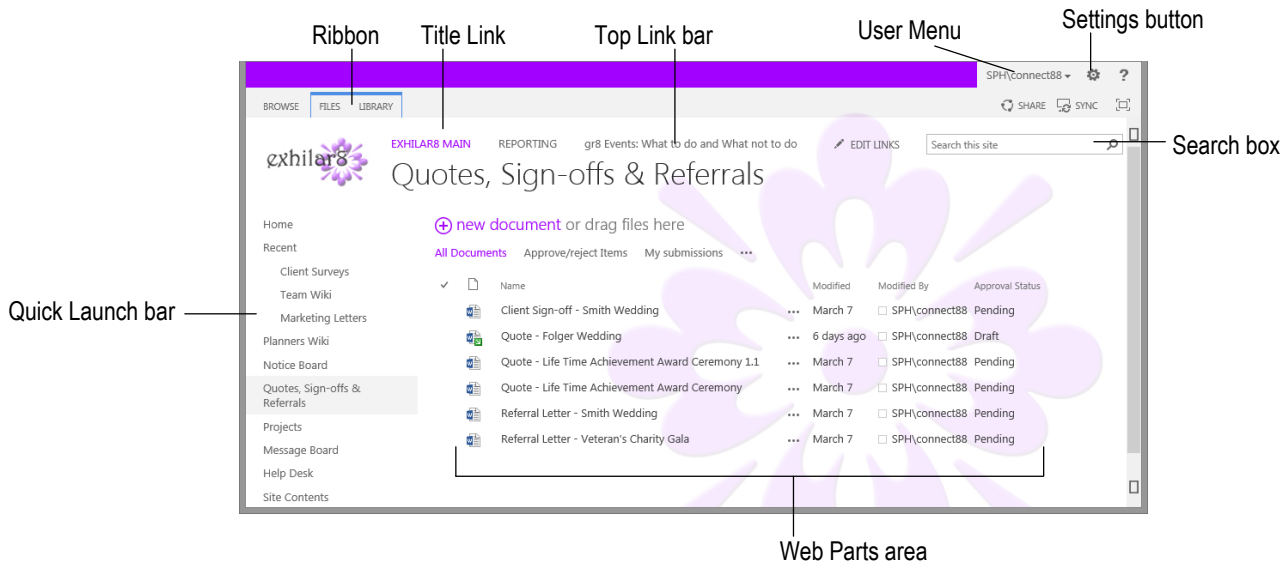 Ribbon
Title Link
Top Link bar
User Menu
Settings button
SPH\connect88
?
BROWSE FILES LIBRARY
SHARE SYNC
exhilar8
EXHILAR8 MAIN REPORTING gr8 Events: What to do and What not to do EDIT LINKS
Search this site
Search box
Quotes, Sign-offs & Referrals
Quick Launch bar
Home
Recent
Client Surveys
Team Wiki
Marketing Letters
Planners Wiki
Notice Board
Quotes, Sign-offs &
Referrals
Projects
Message Board
Help Desk
Site Contents
new document or drag files here
All Documents Approve/reject Items My submissions ...
Name Modified Modified By Approval Status
Client Sign-off - Smith Wedding ... March 7 SPH\connect88 Pending
Quote - Folger Wedding ... 6 days ago SPH\connect88 Draft
Quote - Life Time Achievement Award Ceremony 1.1 ... March 7 SPH\connect88 Pending
Quote - Life Time Achievement Award Ceremony ... March 7 SPH\connect88 Pending
Referral Letter - Smith Wedding ... March 7 SPH\connect88 Pending
Referral Letter - Veteran's Charity Gala ... March 7 SPH\connect88 Pending
Web Parts area